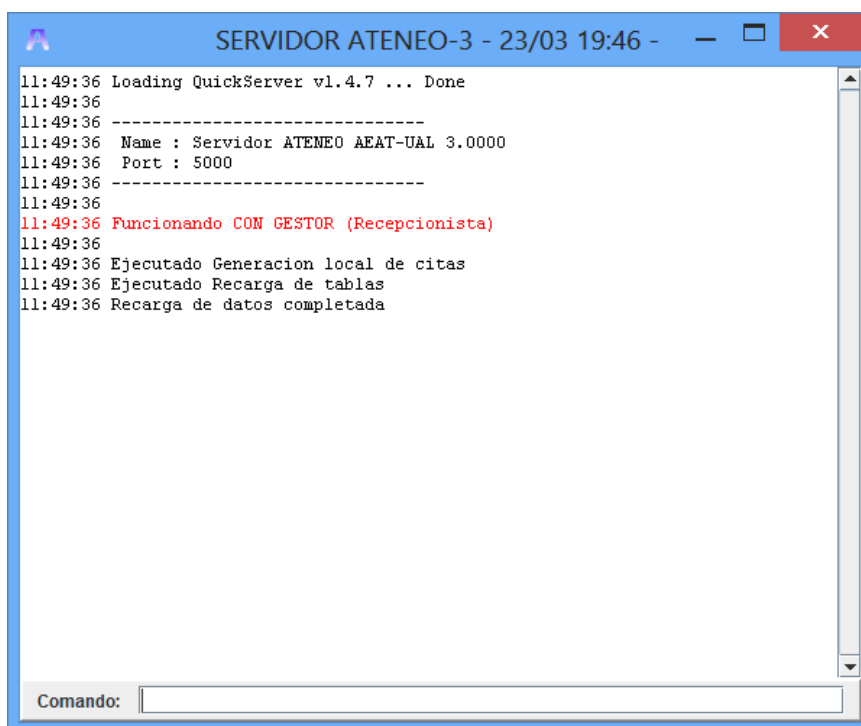 SERVIDOR ATENEO-3 - 23/03 19:46 -
11:49:36 Loading QuickServer v1.4.7 ... Done
11:49:36
11:49:36 -------------------------------
11:49:36  Name : Servidor ATENEO AEAT-UAL 3.0000
11:49:36  Port : 5000
11:49:36 -------------------------------
11:49:36
11:49:36 Funcionando CON GESTOR (Recepcionista)
11:49:36
11:49:36 Ejecutado Generacion local de citas
11:49:36 Ejecutado Recarga de tablas
11:49:36 Recarga de datos completada
Comando: